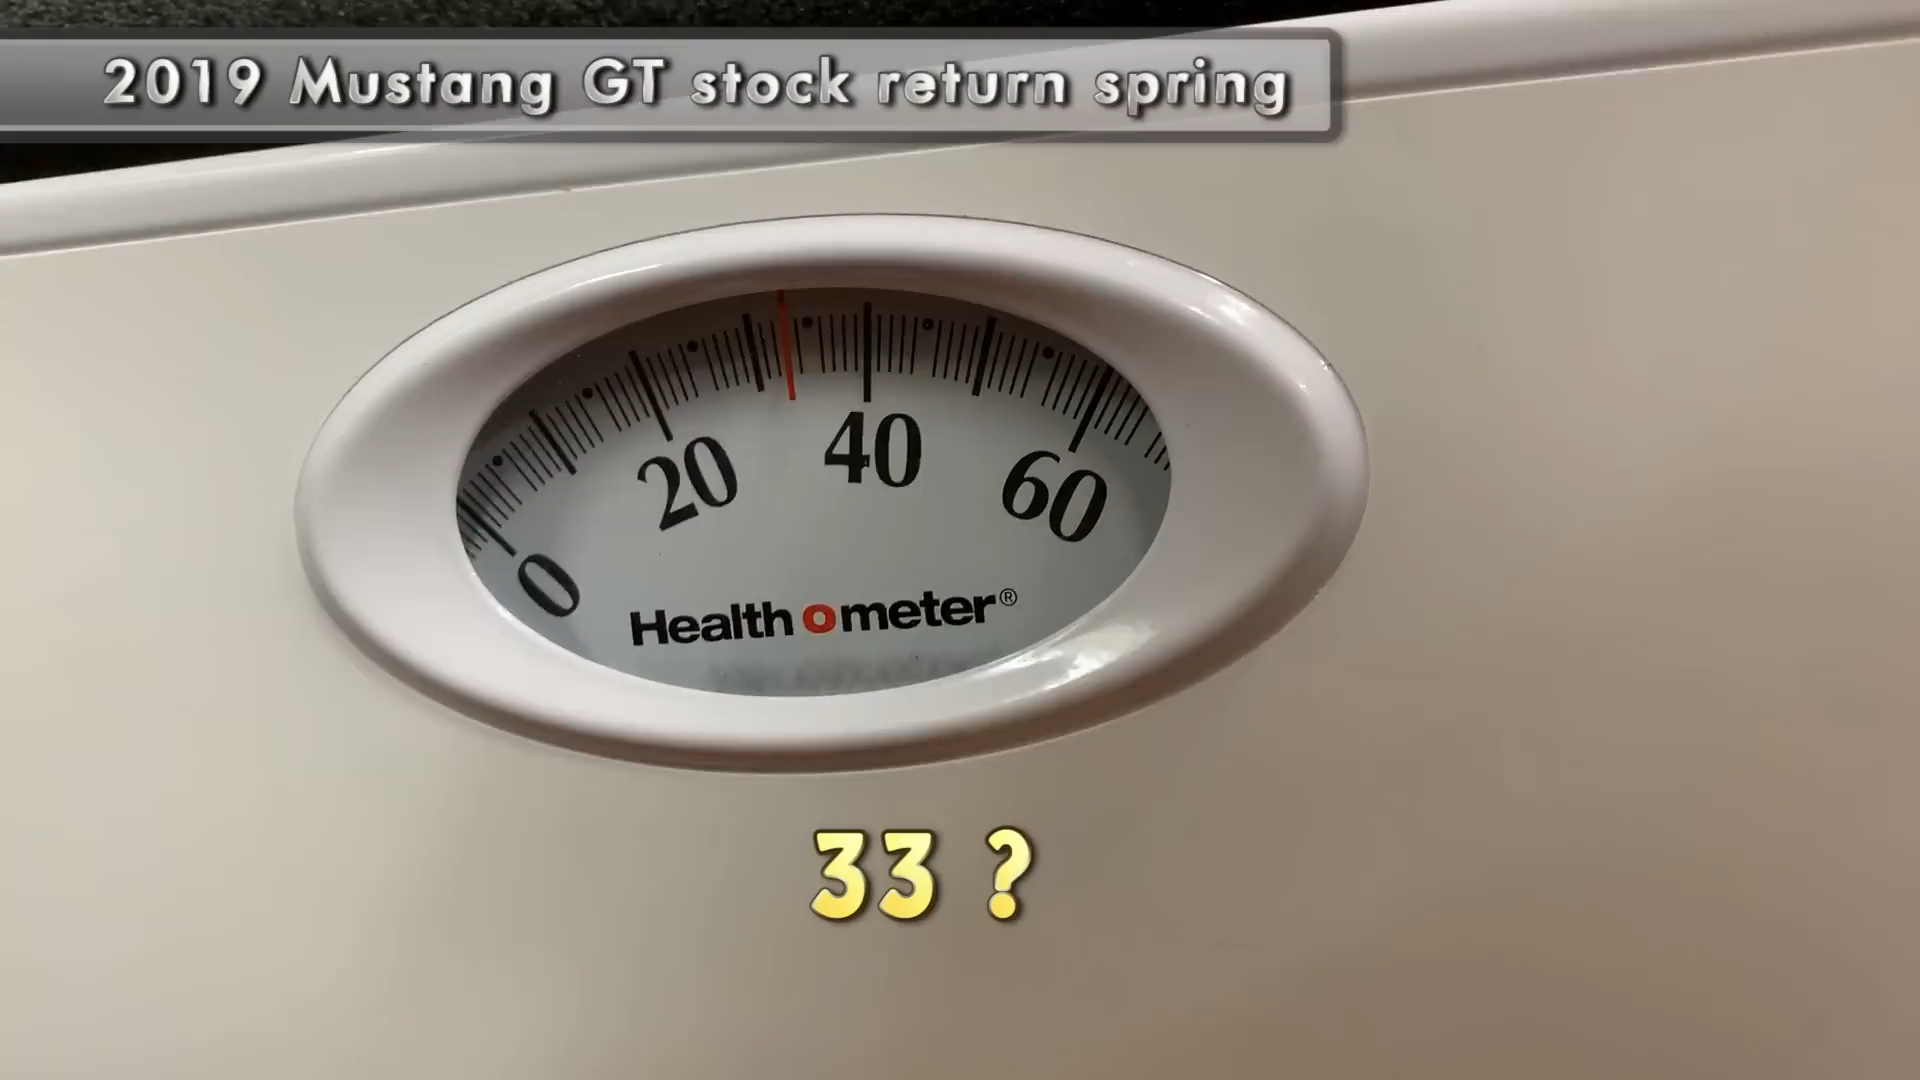 2019 Mustang GT stock return spring
0 20 40 60
Health o meter®
33 ?